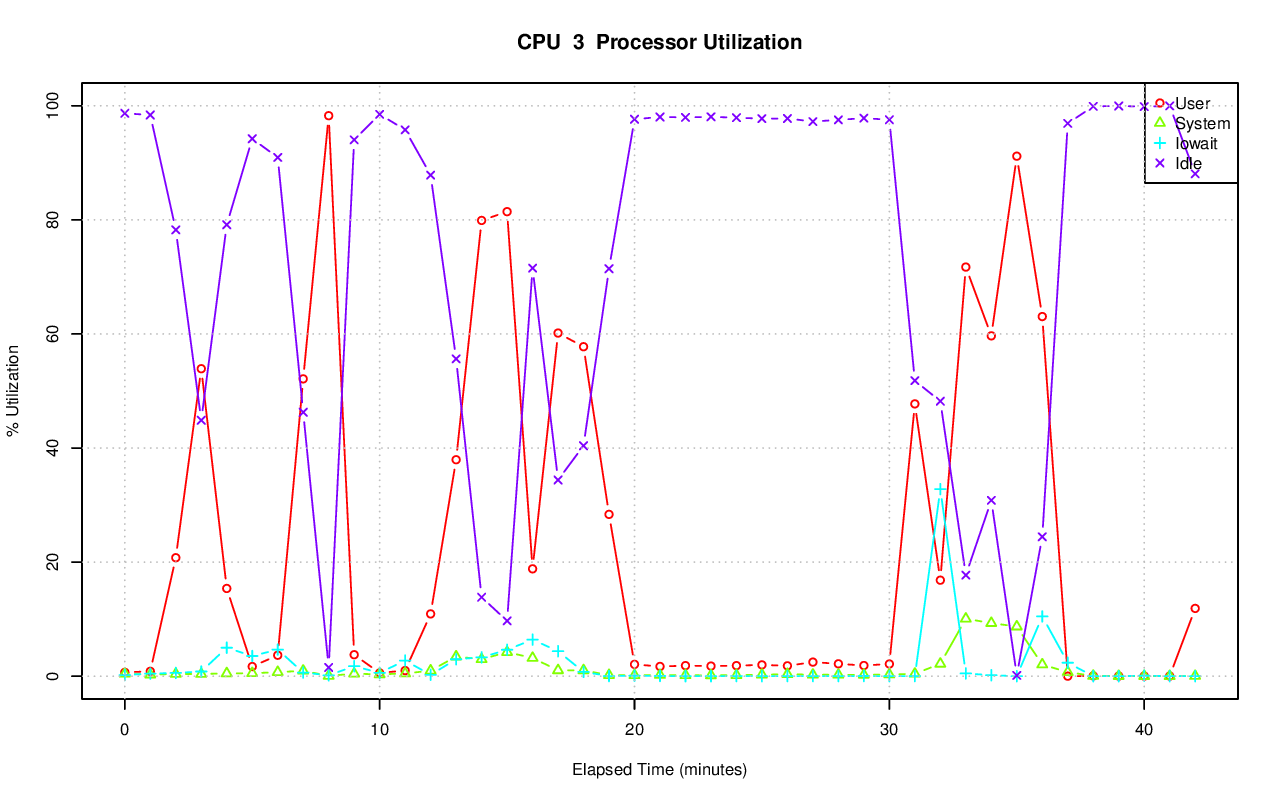 CPU  3  Processor Utilization
100
80
60
40
20
0
% Utilization
User
System
Iowait
Idle
0 10 20 30 40
Elapsed Time (minutes)